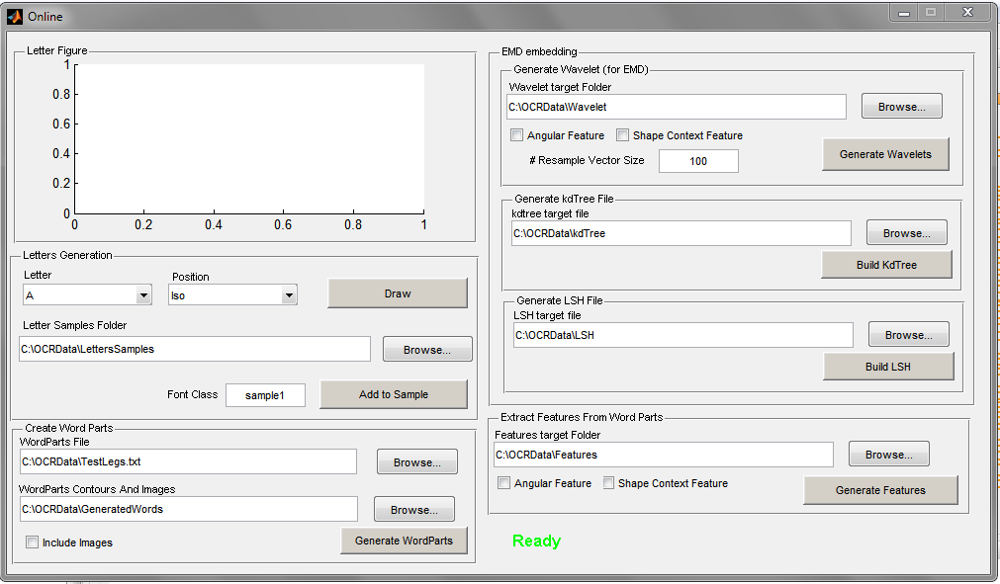 Online
Letter Figure
1
0.8
0.6
0.4
0.2
0
0 0.2 0.4 0.6 0.8 1
Letters Generation
Letter Position
A Iso Draw
Letter Samples Folder
C:\OCRData\LettersSamples Browse...
Font Class sample1 Add to Sample
Create Word Parts
WordParts File
C:\OCRData\TestLegs.txt Browse...
WordParts Contours And Images
C:\OCRData\GeneratedWords Browse...
Include Images Generate WordParts
EMD embedding
Generate Wavelet (for EMD)
Wavelet target Folder
C:\OCRData\Wavelet Browse...
Angular Feature Shape Context Feature
# Resample Vector Size 100 Generate Wavelets
Generate kdTree File
kdtree target file
C:\OCRData\kdTree Browse...
Build KdTree
Generate LSH File
LSH target file
C:\OCRData\LSH Browse...
Build LSH
Extract Features From Word Parts
Features target Folder
C:\OCRData\Features Browse...
Angular Feature Shape Context Feature
Generate Features
Ready